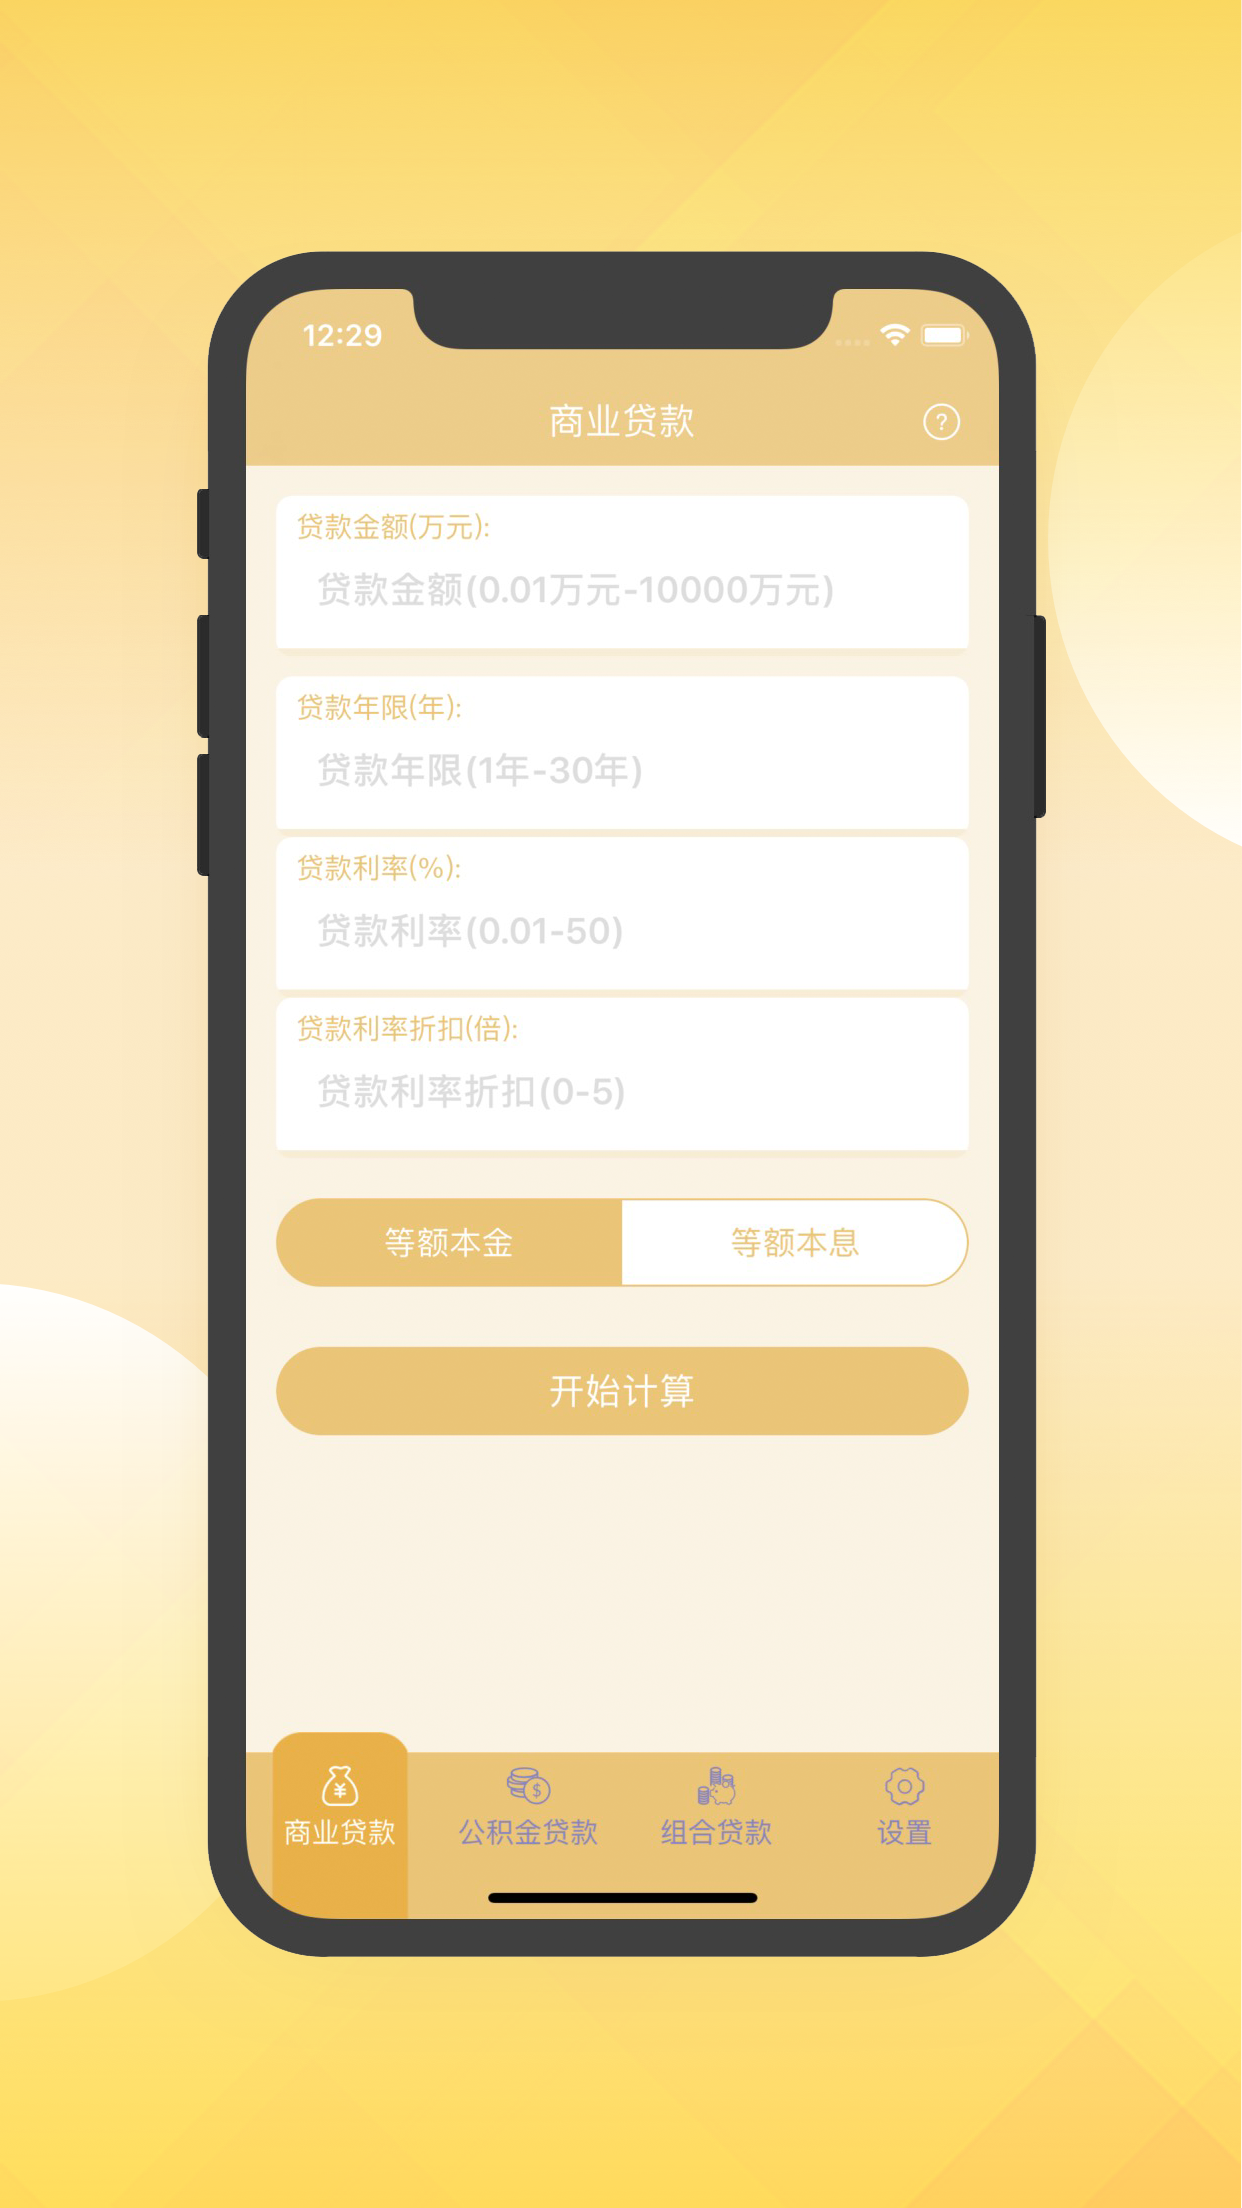 12:29
商业贷款
?
贷款金额(万元):
贷款金额(0.01万元-10000万元)
贷款年限(年):
贷款年限(1年-30年)
贷款利率(%):
贷款利率(0.01-50)
贷款利率折扣(倍):
贷款利率折扣(0-5)
等额本金 等额本息
开始计算
商业贷款 公积金贷款 组合贷款 设置